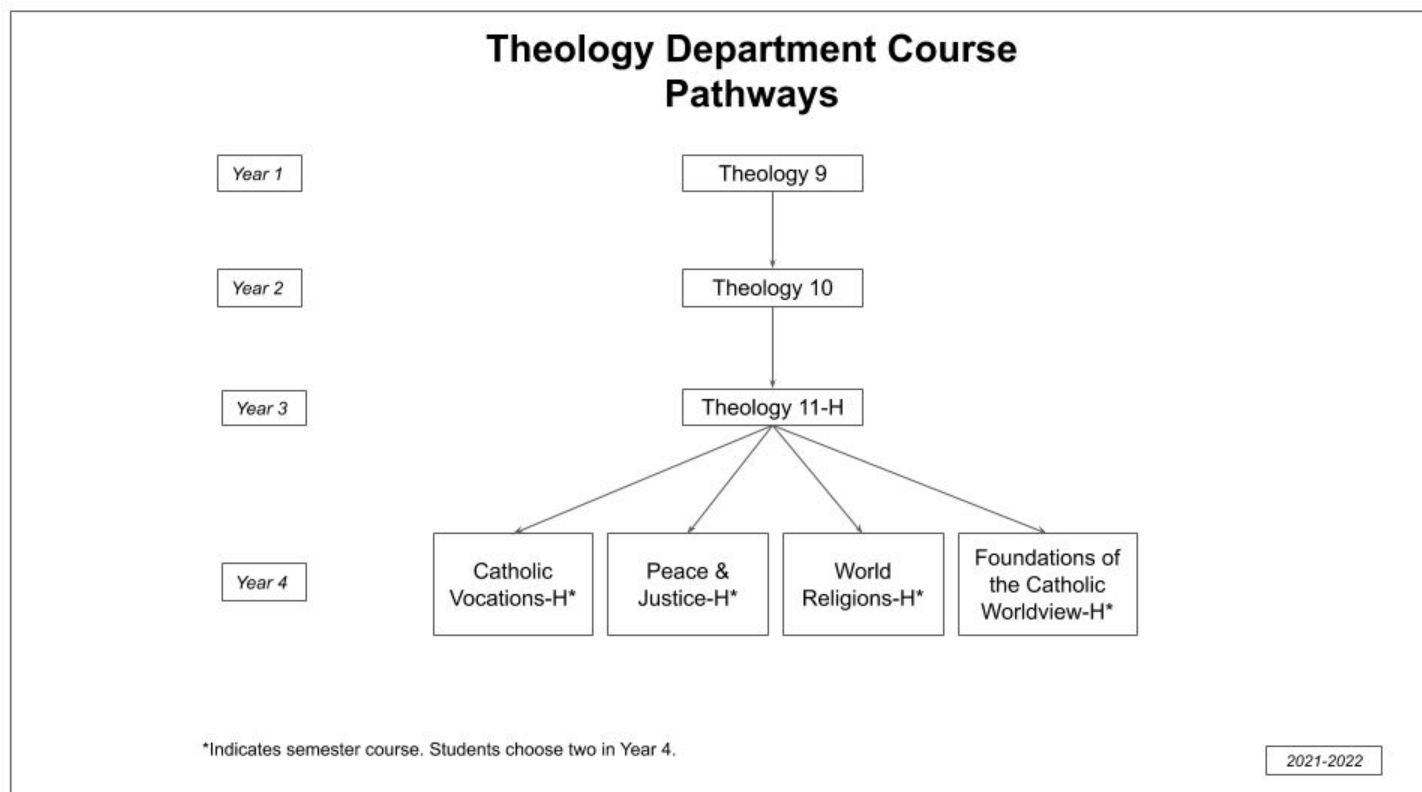 Theology Department Course
Pathways
Year 1
Theology 9
Year 2
Theology 10
Year 3
Theology 11-H
Year 4
Catholic
Vocations-H*
Peace &
Justice-H*
World
Religions-H*
Foundations of
the Catholic
Worldview-H*
*Indicates semester course. Students choose two in Year 4.
2021-2022